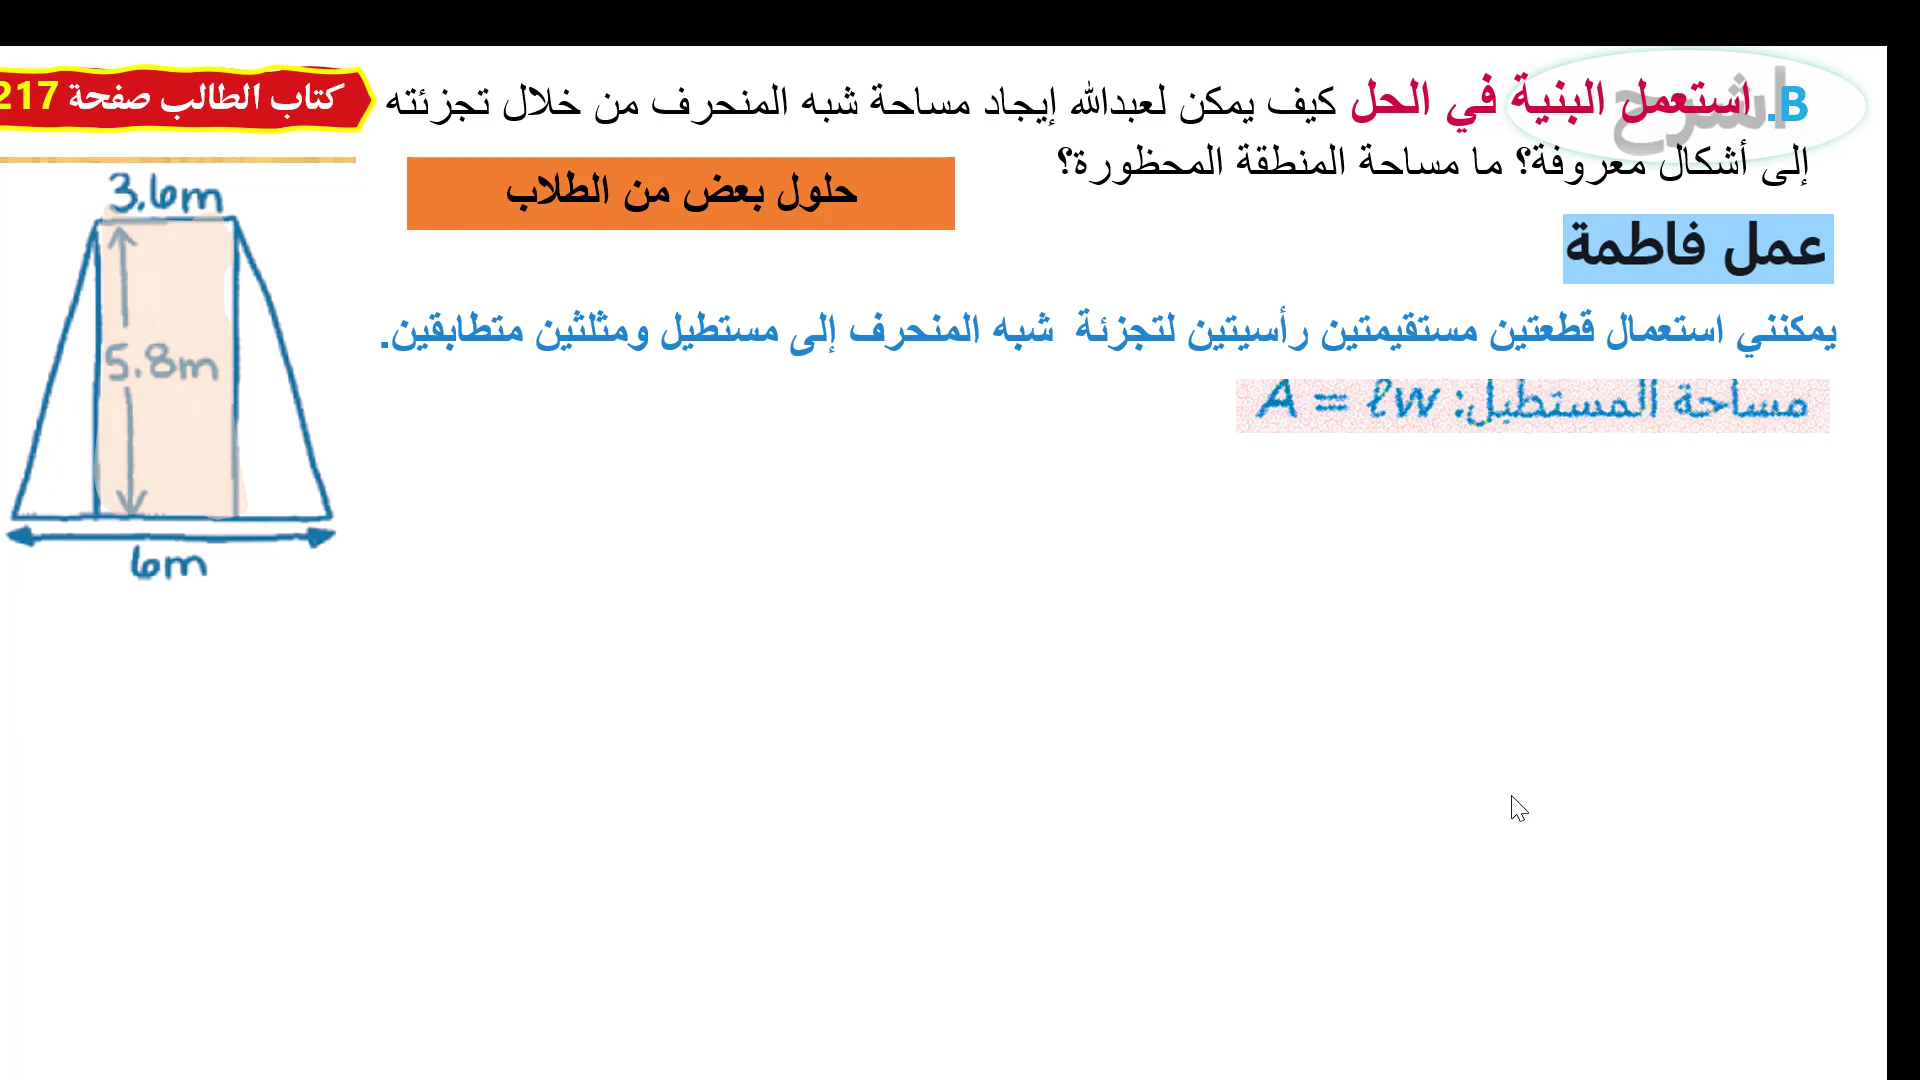 اشرح
B. استعمل البنية في الحل كيف يمكن لعبدالله إيجاد مساحة شبه المنحرف من خلال تجزئته
إلى أشكال معروفة؟ ما مساحة المنطقة المحظورة؟
كتاب الطالب صفحة 217
حلول بعض من الطلاب
عمل فاطمة
يمكنني استعمال قطعتين مستقيمتين رأسيتين لتجزئة شبه المنحرف إلى مستطيل ومثلثين متطابقين.
مساحة المستطيل: A = ℓw
3.6m
5.8m
6m